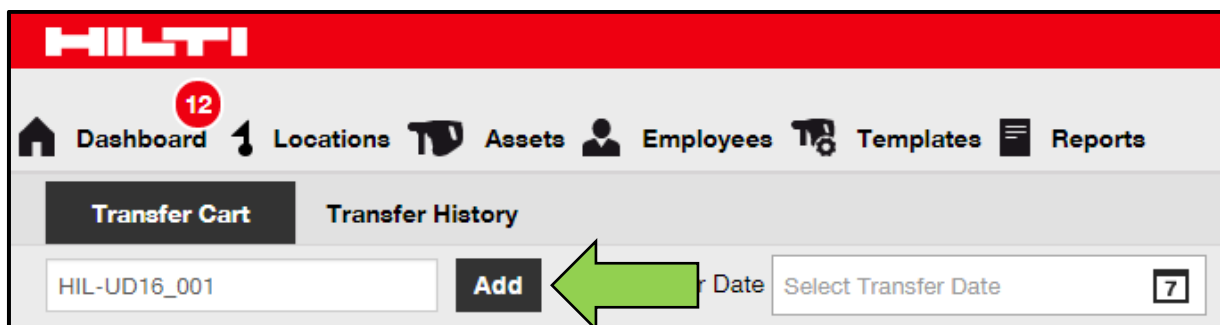 HILTI
12
Dashboard Locations Assets Employees Templates Reports
Transfer Cart Transfer History
HIL-UD16_001 Add r Date Select Transfer Date 7